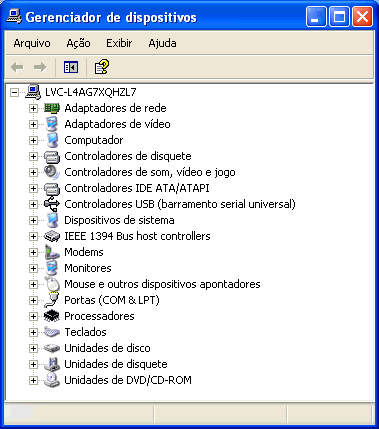 Gerenciador de dispositivos
Arquivo Ação Exibir Ajuda
LVC-L4AG7XQHZL7
Adaptadores de rede
Adaptadores de vídeo
Computador
Controladores de disquete
Controladores de som, vídeo e jogo
Controladores IDE ATA/ATAPI
Controladores USB (barramento serial universal)
Dispositivos de sistema
IEEE 1394 Bus host controllers
Modems
Monitores
Mouse e outros dispositivos apontadores
Portas (COM & LPT)
Processadores
Teclados
Unidades de disco
Unidades de disquete
Unidades de DVD/CD-ROM